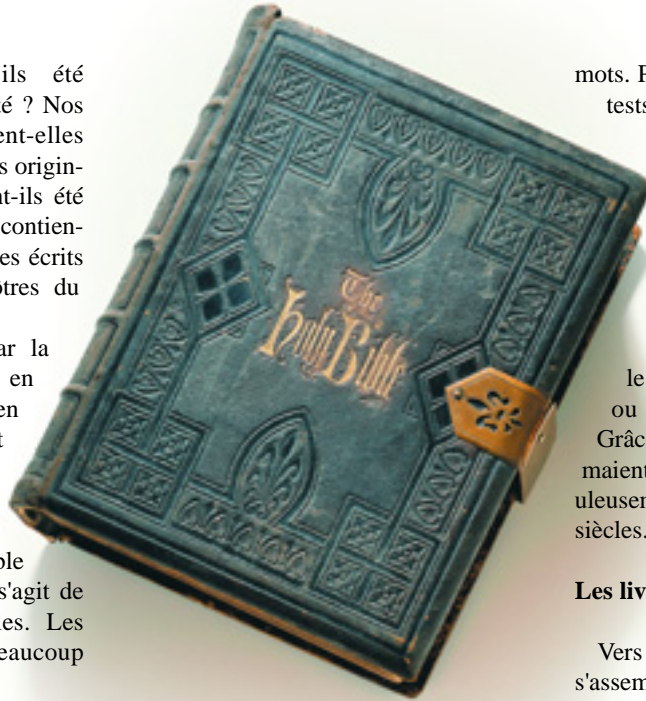 ils été
té ? Nos
ent-elles
s origin-
nt-ils été
contien-
es écrits
ôtres du
ar la
en
en
t
ble
s'agit de
es. Les
eaucoup
The
Holy Bible
mots. P
tests
le
ou
Grâc
maient
uleusem
siècles.
Les liv
Vers
s'assem